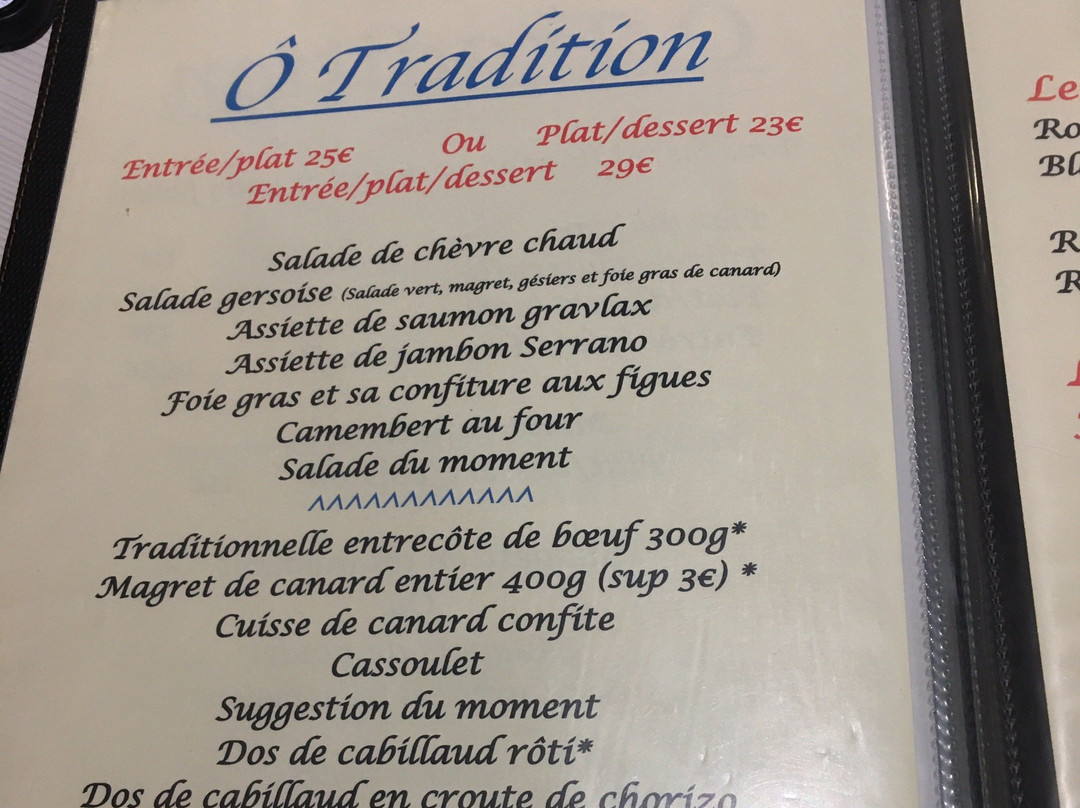 Ô Tradition
Entrée/plat 25€ Ou Plat/dessert 23€
Entrée/plat/dessert 29€
Salade de chèvre chaud
Salade gersoise (Salade vert, magret, gésiers et foie gras de canard)
Assiette de saumon gravlax
Assiette de jambon Serrano
Foie gras et sa confiture aux figues
Camembert au four
Salade du moment
^^^^^^^^^^^^
Traditionnelle entrecôte de bœuf 300g*
Magret de canard entier 400g (sup 3€) *
Cuisse de canard confite
Cassoulet
Suggestion du moment
Dos de cabillaud rôti*
Dos de cabillaud en croute de chorizo